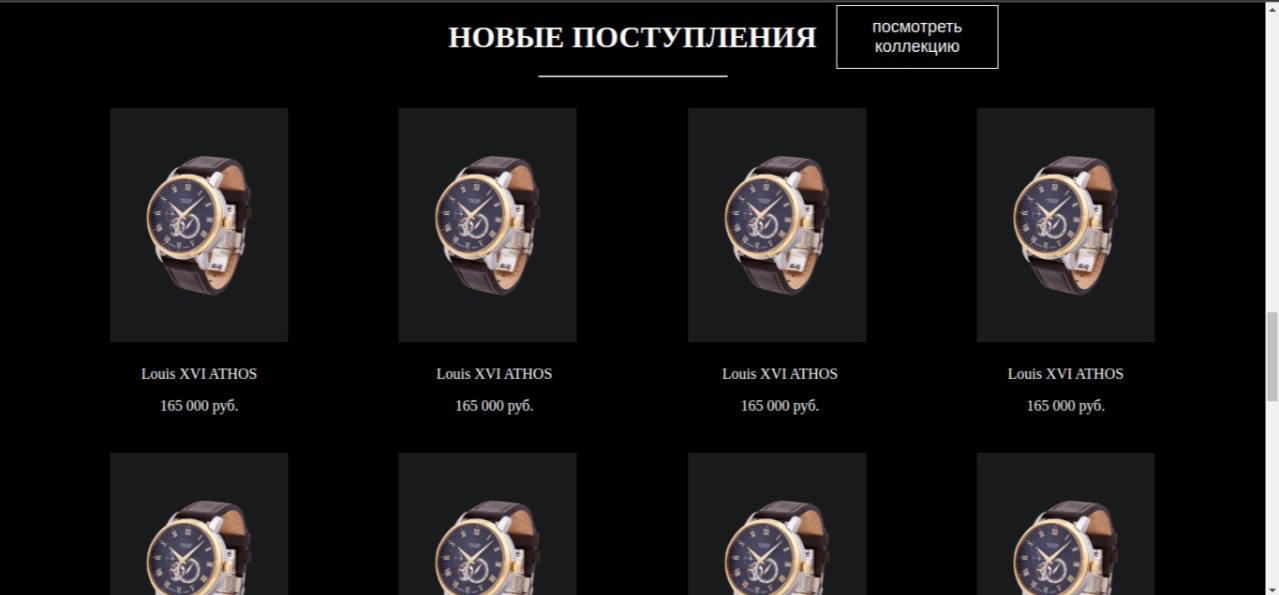 НОВЫЕ ПОСТУПЛЕНИЯ
посмотреть
коллекцию
Louis XVI ATHOS
Louis XVI ATHOS
Louis XVI ATHOS
Louis XVI ATHOS
165 000 руб.
165 000 руб.
165 000 руб.
165 000 руб.